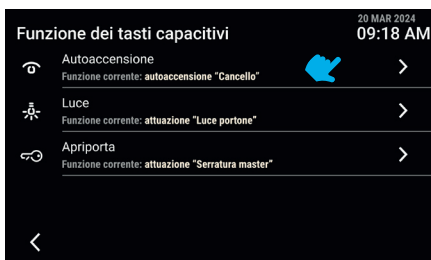 20 MAR 2024
Funzione dei tasti capacitivi 09:18 AM
Autoaccensione
Funzione corrente: autoaccensione "Cancello"
Luce
Funzione corrente: attuazione "Luce portone"
Apriporta
Funzione corrente: attuazione "Serratura master"